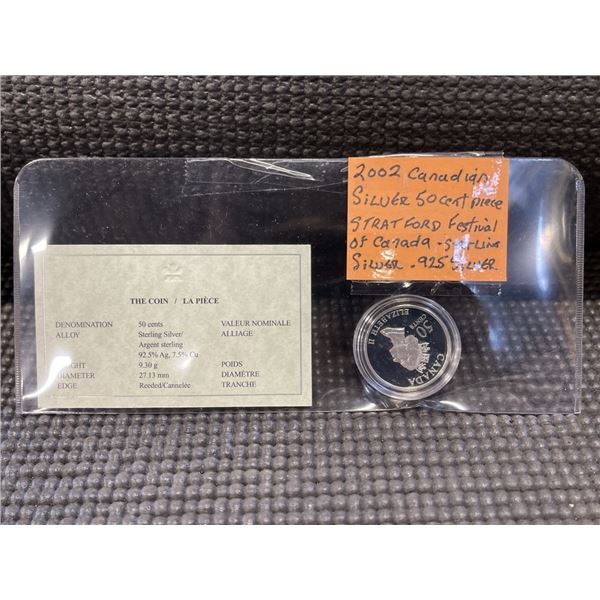 2002 Canadian
SILVER 50 cent piece
STRATFORD Festival
of Canada - Sterling
Silver .925 SILVER
THE COIN / LA PIÈCE
DENOMINATION 50 cents VALEUR NOMINALE
ALLOY Sterling Silver/ ALLIAGE
Argent sterling
92.5% Ag, 7.5% Cu
9.30 g POIDS
DIAMETER 27.13 mm DIAMÈTRE
EDGE Reeded/Cannelée TRANCHE
50
CENTS
ELIZABETH II
CANADA